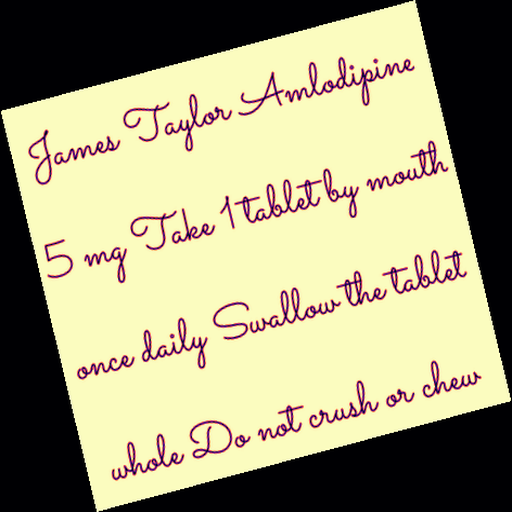 James Taylor Amlodipine
5 mg Take 1 tablet by mouth
once daily Swallow the tablet
whole Do not crush or chew